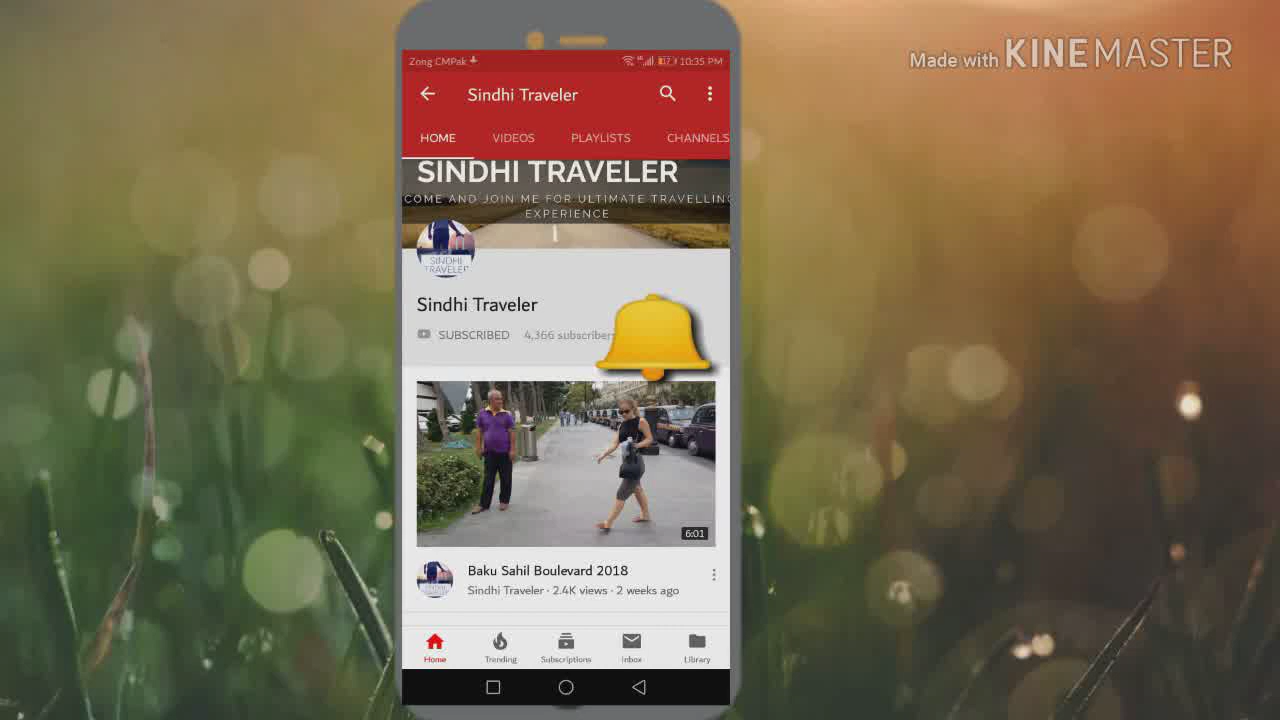 Made with KINEMASTER
Zong CMPak
17
10:35 PM
Sindhi Traveler
HOME VIDEOS PLAYLISTS CHANNELS
SINDHI TRAVELER
COME AND JOIN ME FOR ULTIMATE TRAVELLING
EXPERIENCE
SINDHI
TRAVELER
Sindhi Traveler
SUBSCRIBED 4,366 subscribers
6:01
Baku Sahil Boulevard 2018
Sindhi Traveler · 2.4K views · 2 weeks ago
Home Trending Subscriptions Inbox Library